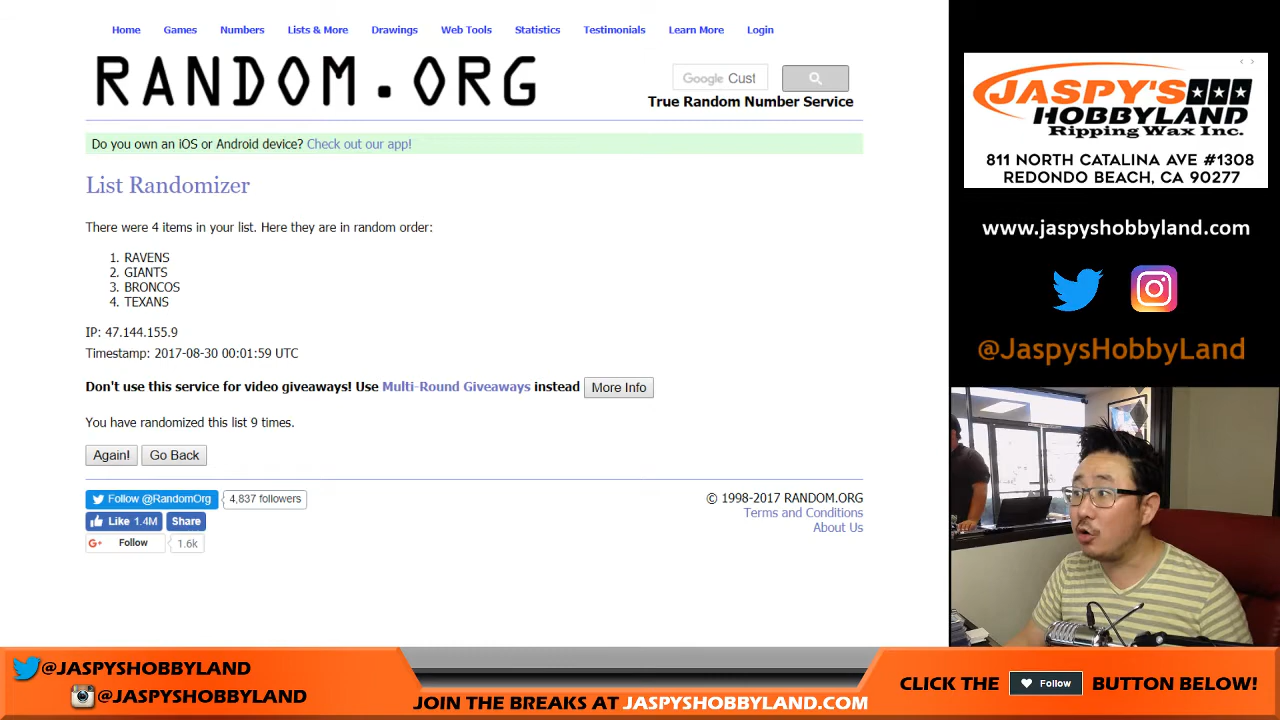 Home Games Numbers Lists & More Drawings Web Tools Statistics Testimonials Learn More Login
RANDOM.ORG
Google Cust
True Random Number Service
Do you own an iOS or Android device? Check out our app!
List Randomizer
There were 4 items in your list. Here they are in random order:
1. RAVENS
2. GIANTS
3. BRONCOS
4. TEXANS
IP: 47.144.155.9
Timestamp: 2017-08-30 00:01:59 UTC
Don't use this service for video giveaways! Use Multi-Round Giveaways instead More Info
You have randomized this list 9 times.
Again! Go Back
Follow @RandomOrg 4,837 followers
Like 1.4M Share
G+ Follow 1.6k
© 1998-2017 RANDOM.ORG
Terms and Conditions
About Us
JASPY'S
HOBBYLAND
Ripping Wax Inc.
811 NORTH CATALINA AVE #1308
REDONDO BEACH, CA 90277
www.jaspyshobbyland.com
@JaspysHobbyLand
@JASPYSHOBBYLAND
@JASPYSHOBBYLAND
JOIN THE BREAKS AT JASPYSHOBBYLAND.COM
CLICK THE Follow BUTTON BELOW!